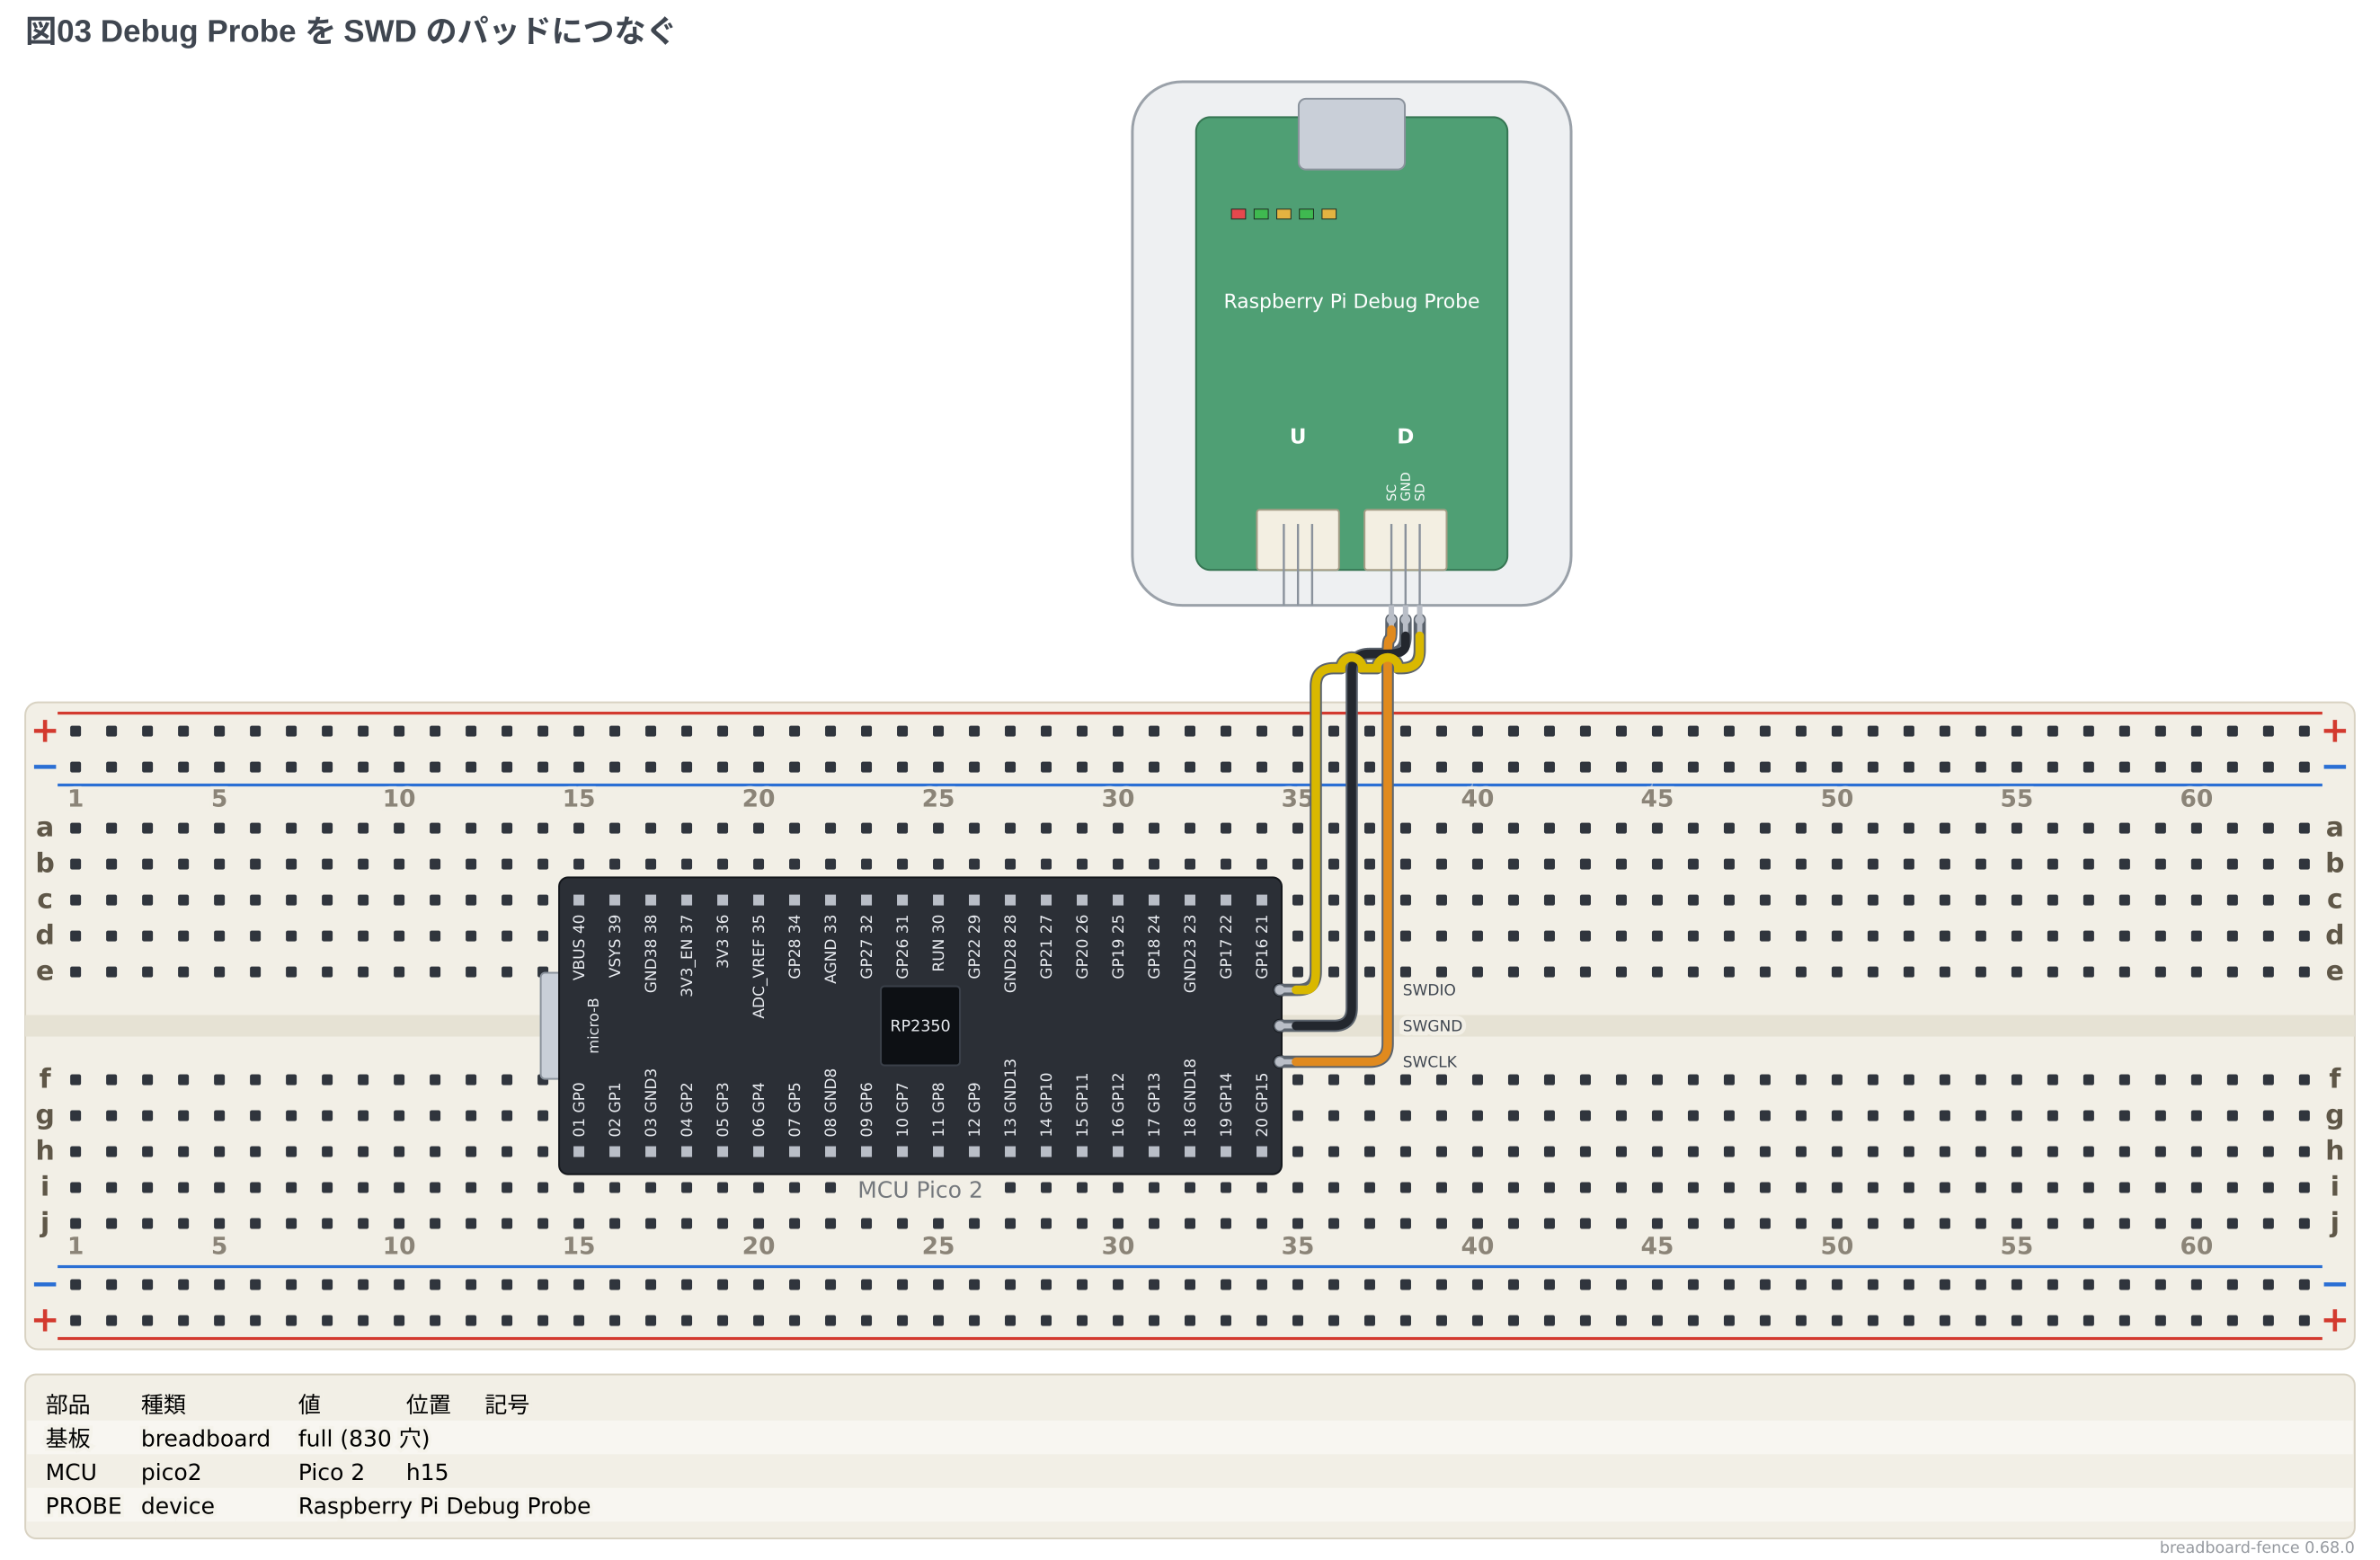 図03 Debug Probe を SWD のパッドにつなぐ
Raspberry Pi Debug Probe
U D
SC GND SD
+ +
− −
1 5 10 15 20 25 30 35 40 45 50 55 60
a a
b b
c c
d d
e e
VBUS 40
VSYS 39
GND38 38
3V3_EN 37
3V3 36
ADC_VREF 35
GP28 34
AGND 33
GP27 32
GP26 31
RUN 30
GP22 29
GND28 28
GP21 27
GP20 26
GP19 25
GP18 24
GND23 23
GP17 22
GP16 21
micro-B
RP2350
SWDIO
SWGND
SWCLK
01 GP0
02 GP1
03 GND3
04 GP2
05 GP3
06 GP4
07 GP5
08 GND8
09 GP6
10 GP7
11 GP8
12 GP9
13 GND13
14 GP10
15 GP11
16 GP12
17 GP13
18 GND18
19 GP14
20 GP15
f f
g g
h h
i i
j j
MCU Pico 2
1 5 10 15 20 25 30 35 40 45 50 55 60
− −
+ +
部品 種類 値 位置 記号
基板 breadboard full (830 穴)
MCU pico2 Pico 2 h15
PROBE device Raspberry Pi Debug Probe
breadboard-fence 0.68.0